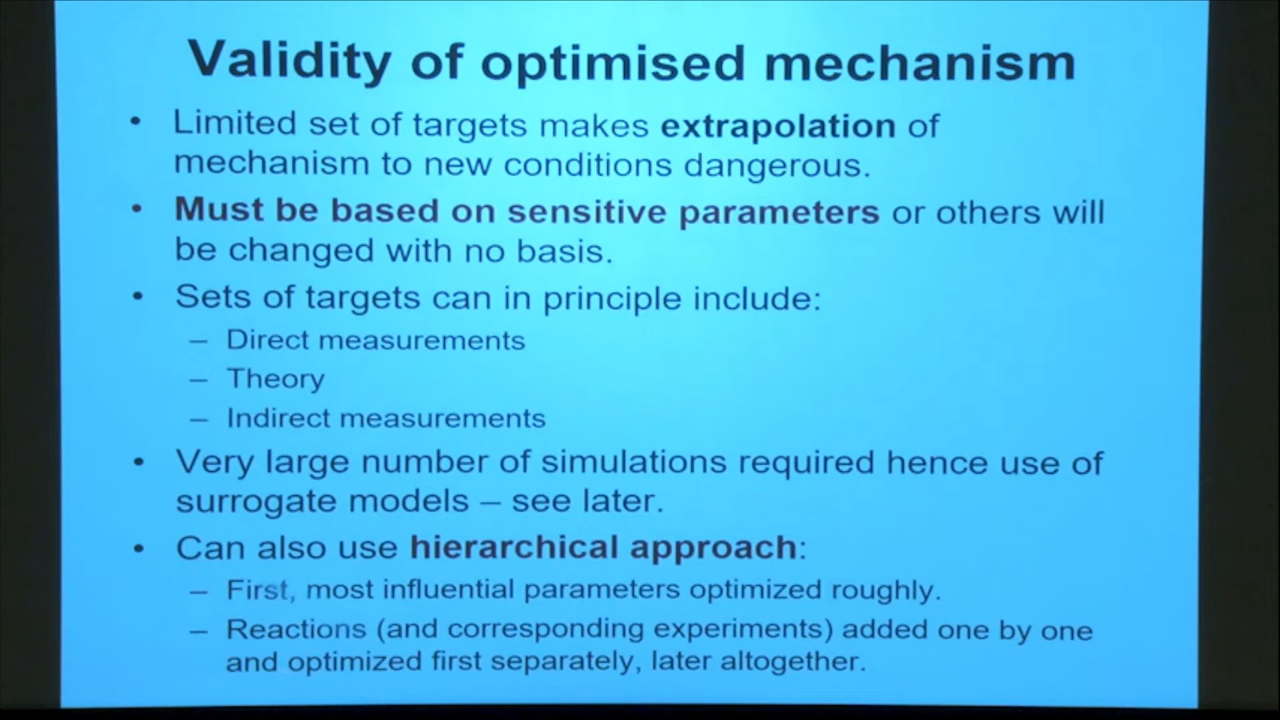 Validity of optimised mechanism
• Limited set of targets makes extrapolation of
mechanism to new conditions dangerous.
• Must be based on sensitive parameters or others will
be changed with no basis.
• Sets of targets can in principle include:
– Direct measurements
– Theory
– Indirect measurements
• Very large number of simulations required hence use of
surrogate models – see later.
• Can also use hierarchical approach:
– First, most influential parameters optimized roughly.
– Reactions (and corresponding experiments) added one by one
and optimized first separately, later altogether.